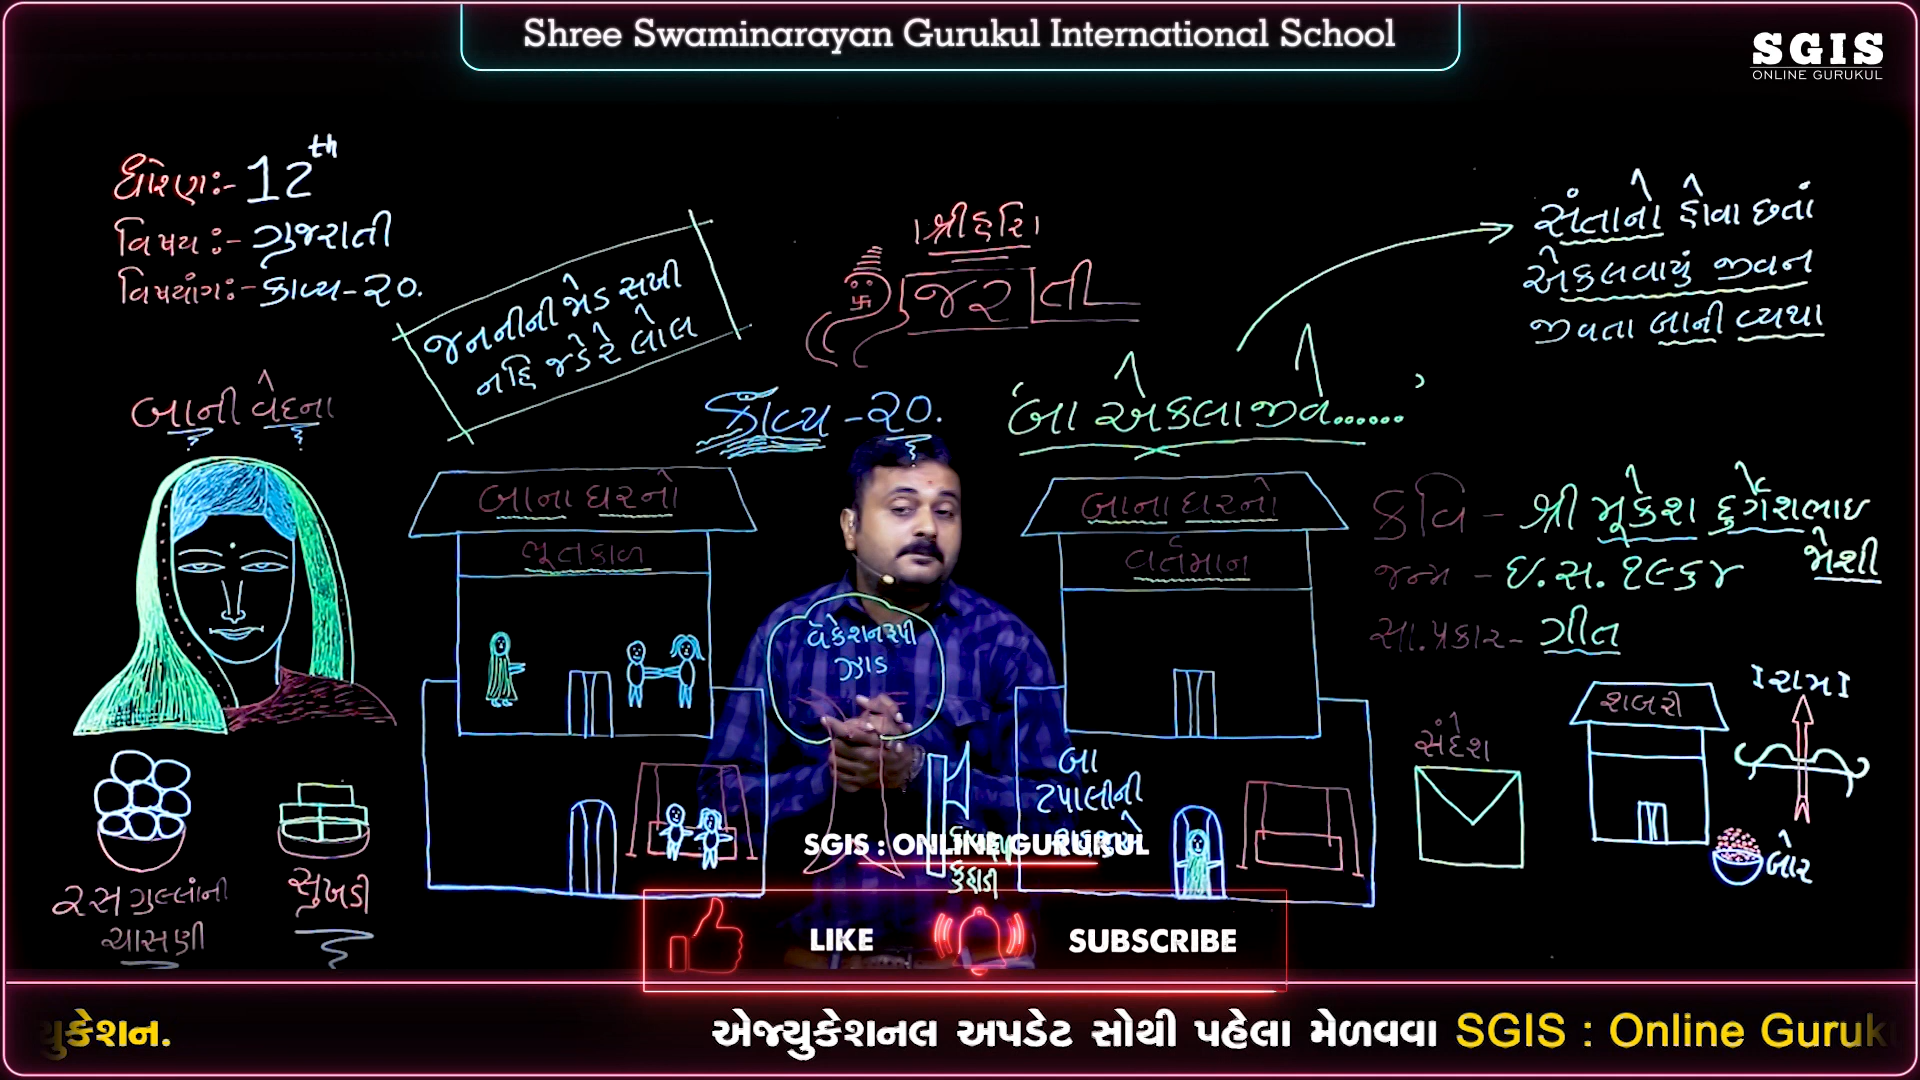 Shree Swaminarayan Gurukul International School
SGIS
ONLINE GURUKUL
ધોરણઃ- 12th
વિષયઃ- ગુજરાતી
વિષયાંગઃ- કાવ્ય-૨૦.
જનનીની જોડ સખી
નહિ જડે રે લોલ
।શ્રીહરિ।
જરાતી
કાવ્ય -૨૦.
'બા એકલા જીવે......'
સંતાનો હોવા છતાં
એકલવાયું જીવન
જીવતા બાની વ્યથા
બાની વેદના
બાના ઘરનો
ભૂતકાળ
બાના ઘરનો
વર્તમાન
કવિ - શ્રી મૂકેશ દુર્ગેશભાઇ
જોશી
જન્મ - ઇ.સ. ૧૯૬૪
સા.પ્રકાર- ગીત
વેકેશનરૂપી
ઝાડ
રસગુલ્લાંની
ચાસણી
સુખડી
બા
ટપાલીની
કુહાડી
સંદેશ
શબરી
।રામ।
બોર
SGIS : ONLINE GURUKUL
LIKE
SUBSCRIBE
યુકેશન.
એજ્યુકેશનલ અપડેટ સૌથી પહેલા મેળવવા SGIS : Online Guruk